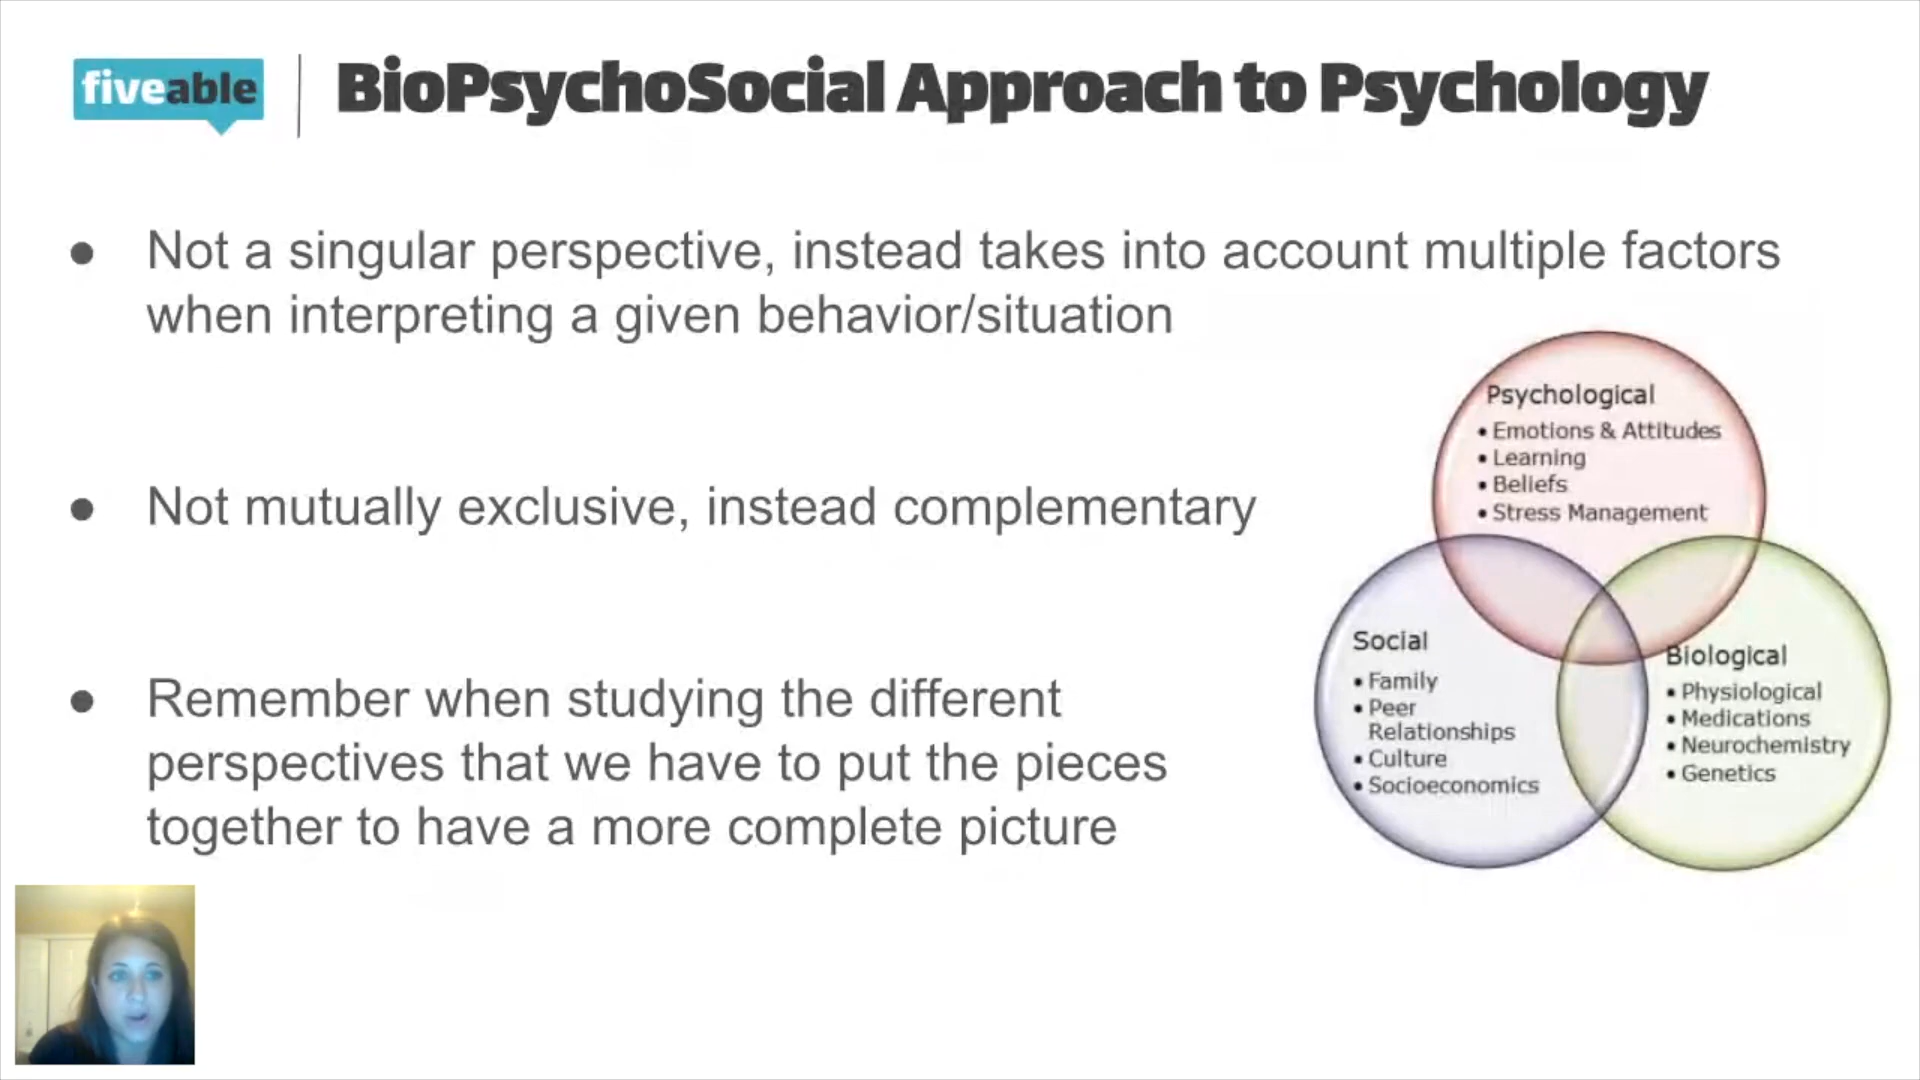 fiveable
BioPsychoSocial Approach to Psychology
● Not a singular perspective, instead takes into account multiple factors
when interpreting a given behavior/situation
● Not mutually exclusive, instead complementary
● Remember when studying the different
perspectives that we have to put the pieces
together to have a more complete picture
Psychological
• Emotions & Attitudes
• Learning
• Beliefs
• Stress Management
Social
• Family
• Peer
Relationships
• Culture
• Socioeconomics
Biological
• Physiological
• Medications
• Neurochemistry
• Genetics